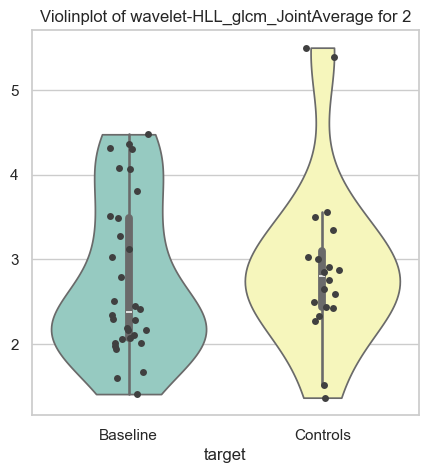 Violinplot of wavelet-HLL_glcm_JointAverage for 2
5
4
3
2
Baseline Controls
target